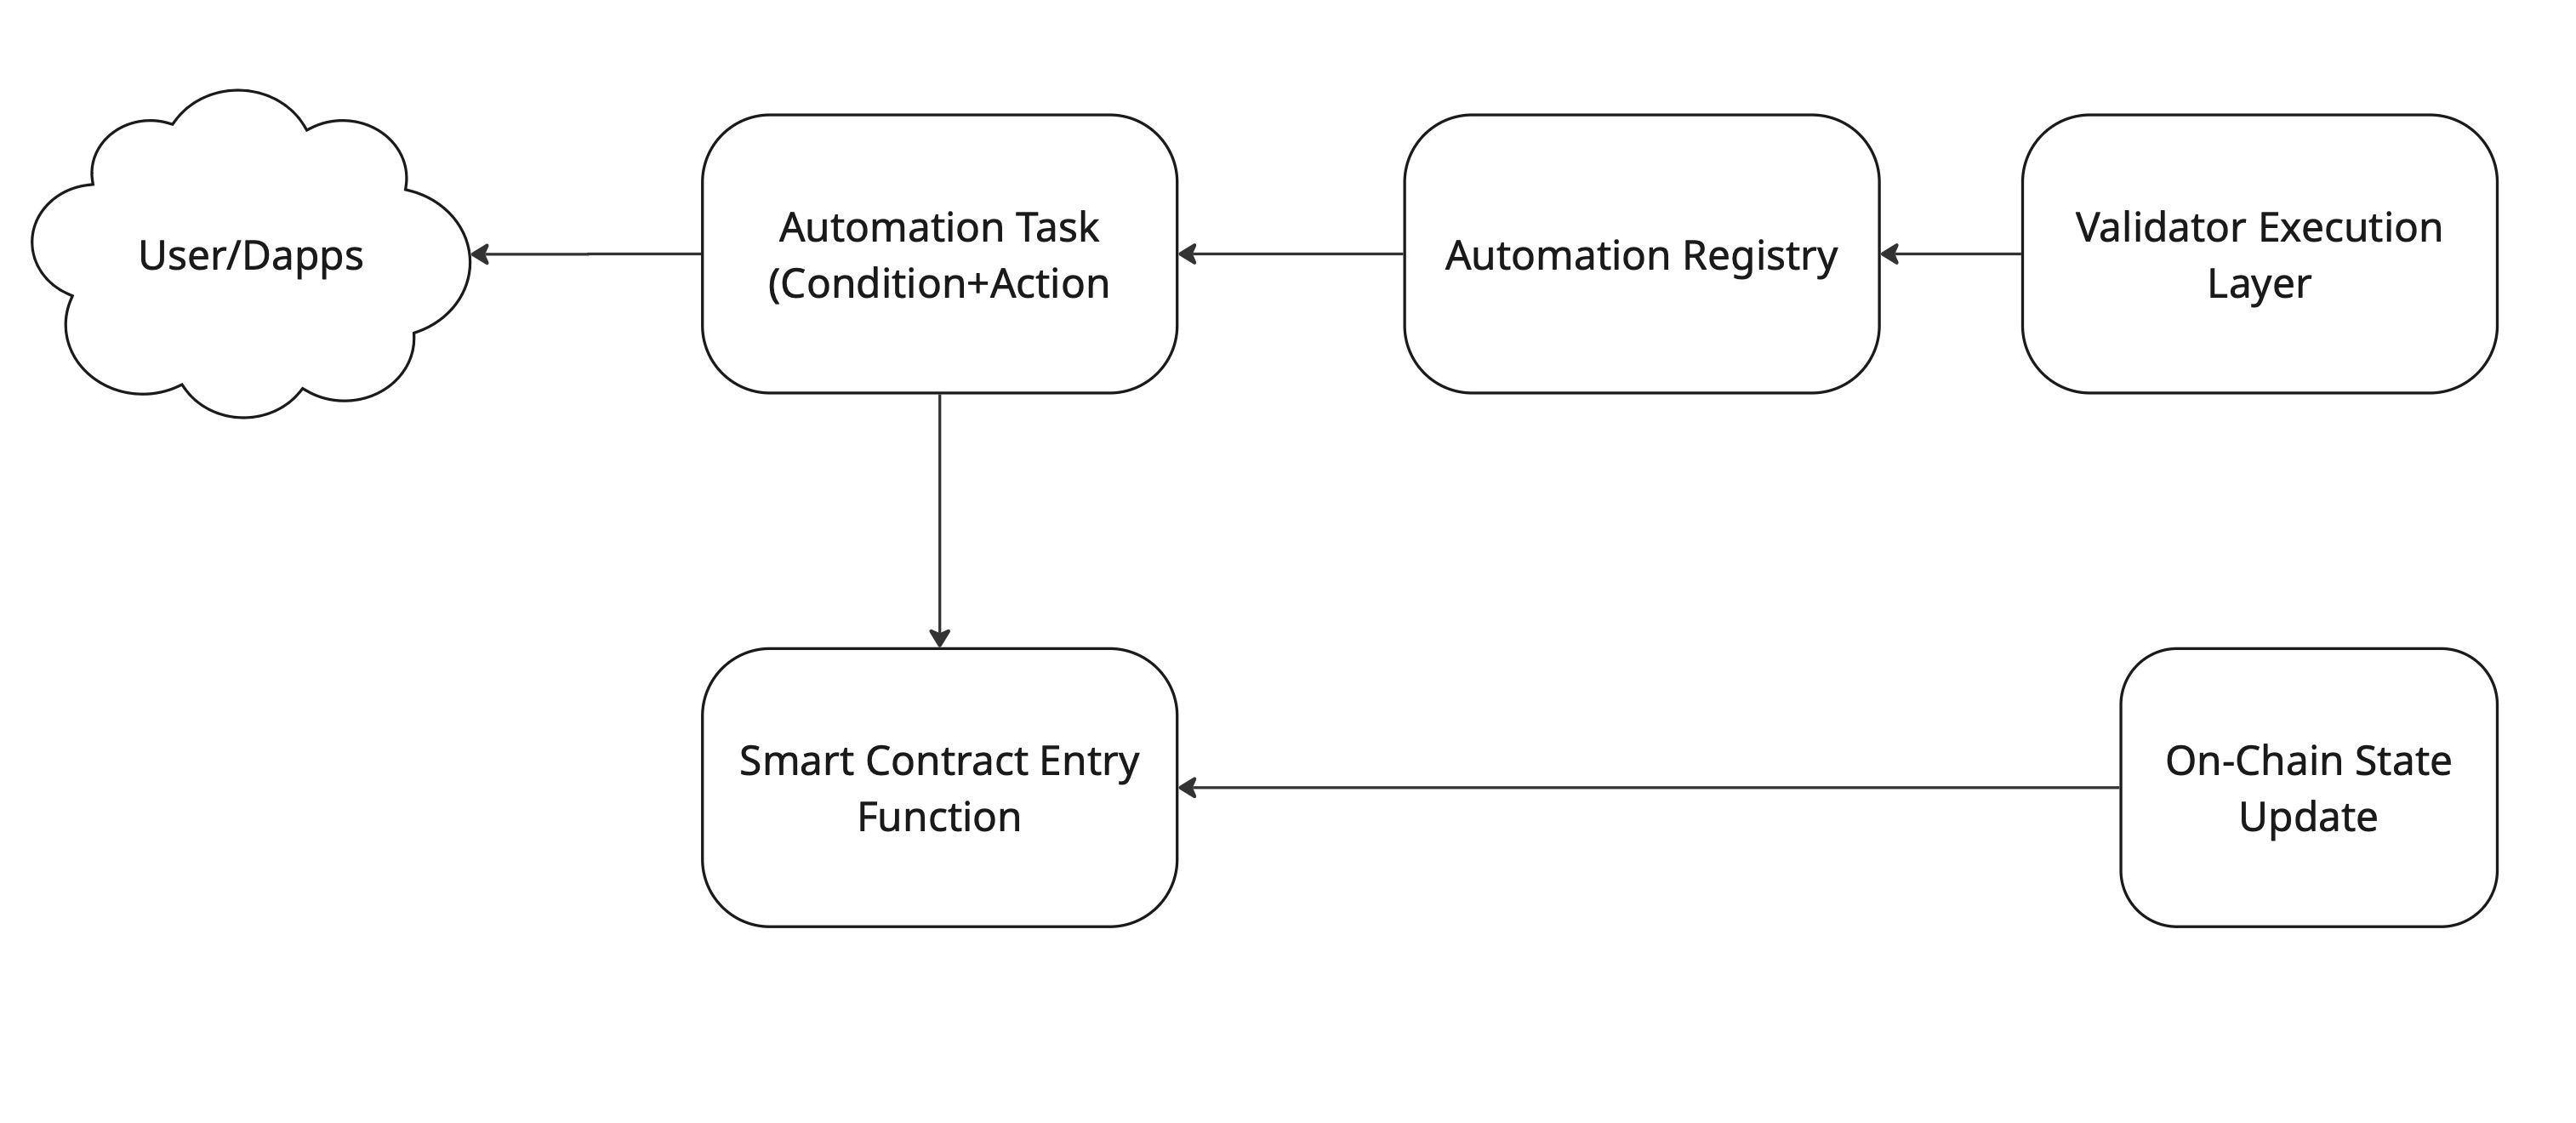 User/Dapps
Automation Task
(Condition+Action
Automation Registry
Validator Execution
Layer
Smart Contract Entry
Function
On-Chain State
Update